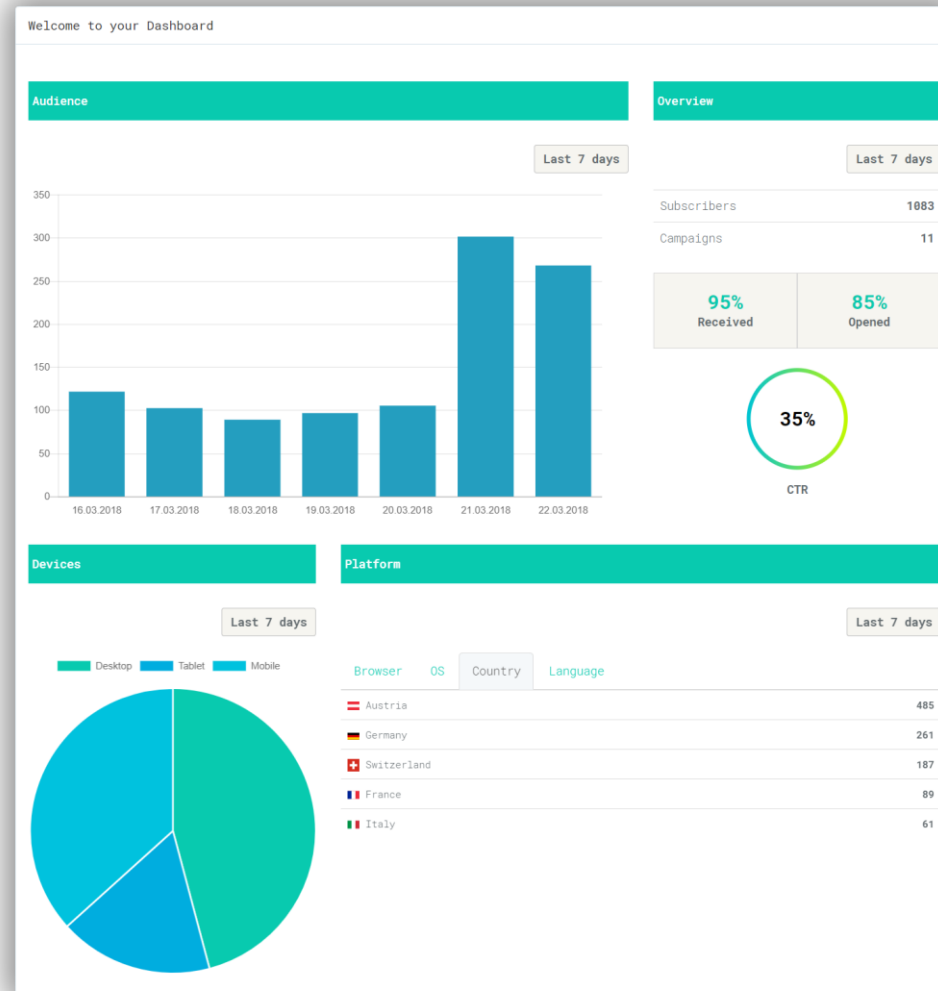 Welcome to your Dashboard
Audience
Last 7 days
350
300
250
200
150
100
50
0
16.03.2018 17.03.2018 18.03.2018 19.03.2018 20.03.2018 21.03.2018 22.03.2018
Overview
Last 7 days
Subscribers 1083
Campaigns 11
95% 85%
Received Opened
35%
CTR
Devices
Last 7 days
Desktop Tablet Mobile
Platform
Last 7 days
Browser OS Country Language
Austria 485
Germany 261
Switzerland 187
France 89
Italy 61